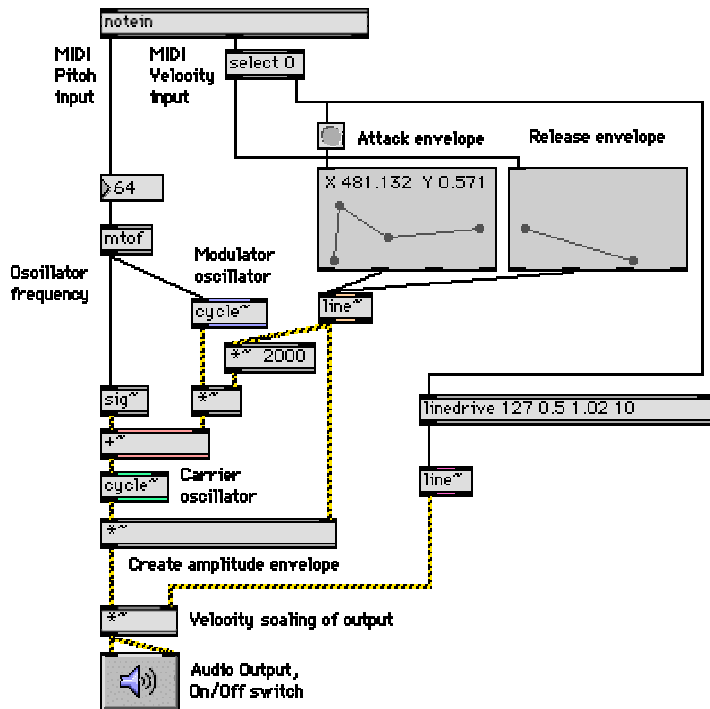 notein
MIDI
Pitch
input
MIDI
Velocity
input
select 0
Attack envelope
Release envelope
64
X 481.132 Y 0.571
mtof
Oscillator
frequency
Modulator
oscillator
cycle~
line~
*~ 2000
sig~
*~
linedrive 127 0.5 1.02 10
+~
cycle~
Carrier
oscillator
line~
*~
Create amplitude envelope
*~
Velocity scaling of output
Audio Output,
On/Off switch